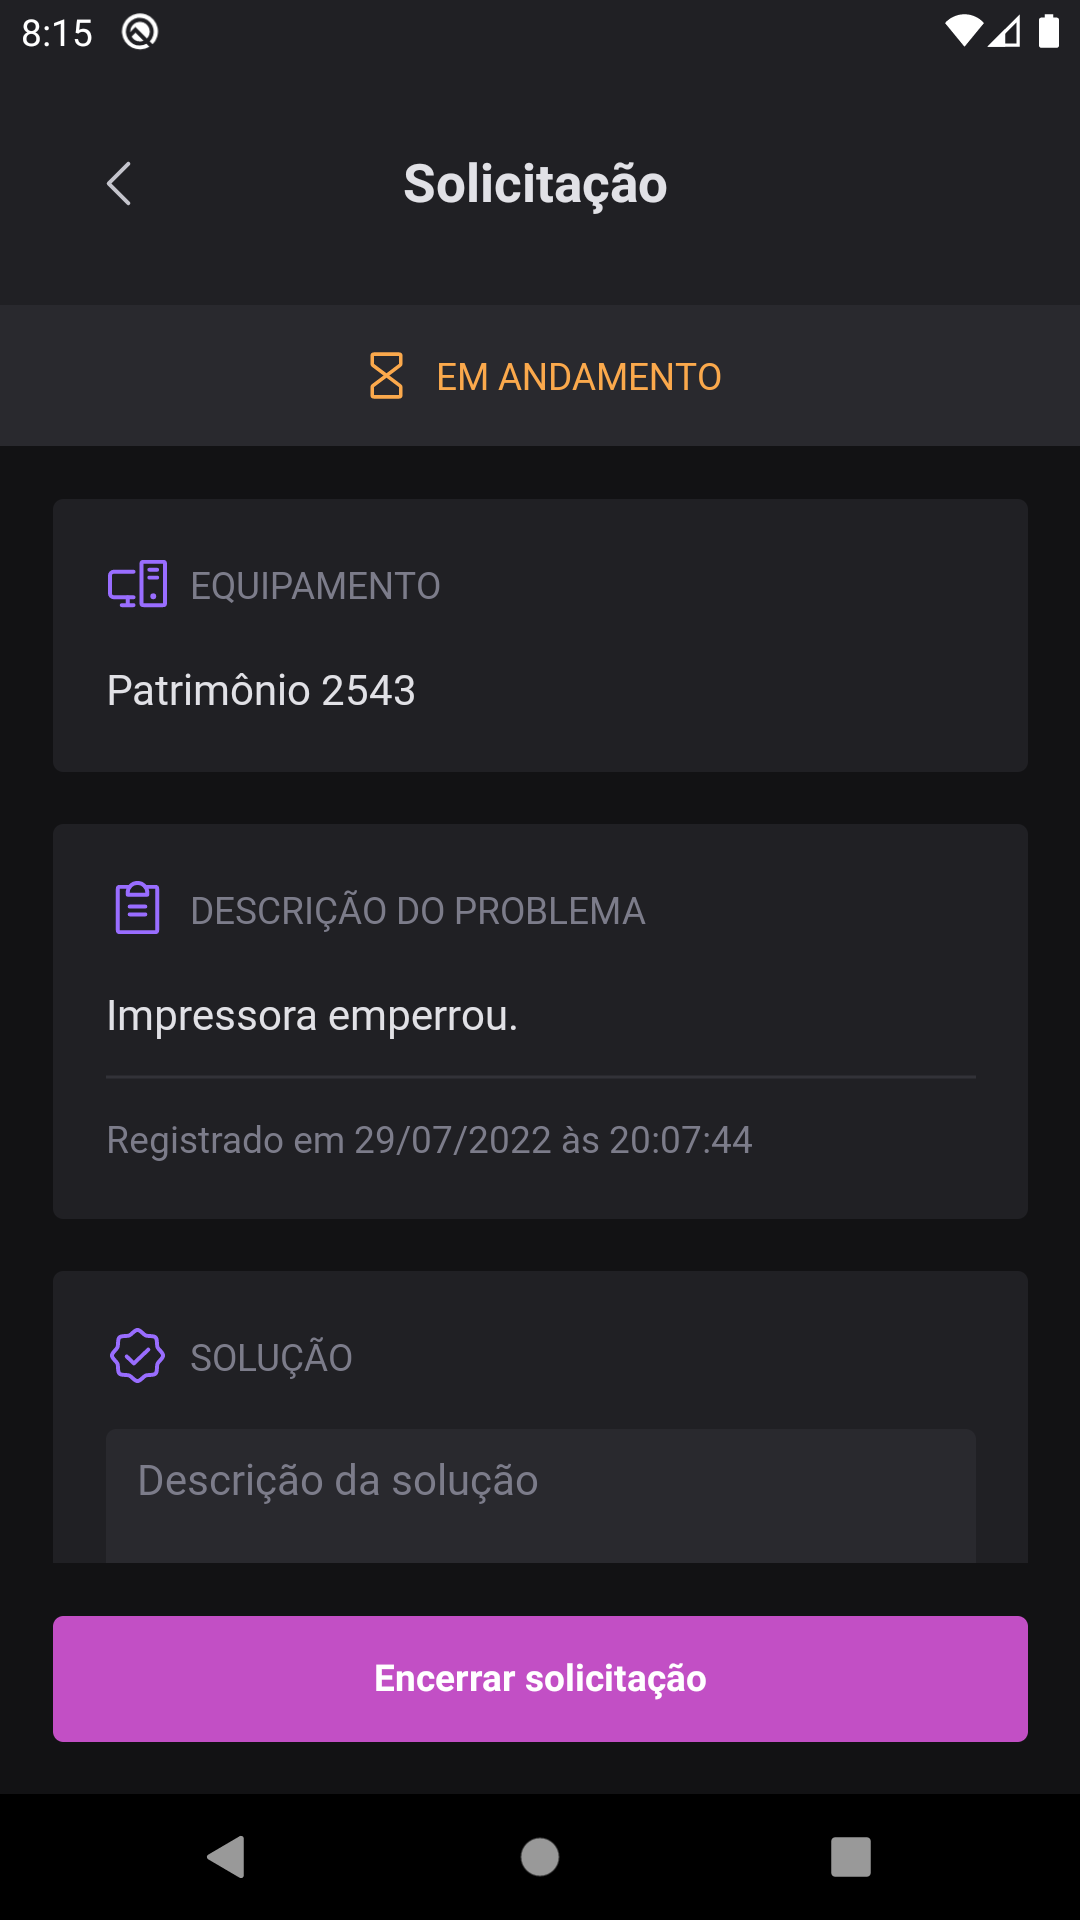 8:15
Solicitação
EM ANDAMENTO
EQUIPAMENTO
Patrimônio 2543
DESCRIÇÃO DO PROBLEMA
Impressora emperrou.
Registrado em 29/07/2022 às 20:07:44
SOLUÇÃO
Descrição da solução
Encerrar solicitação